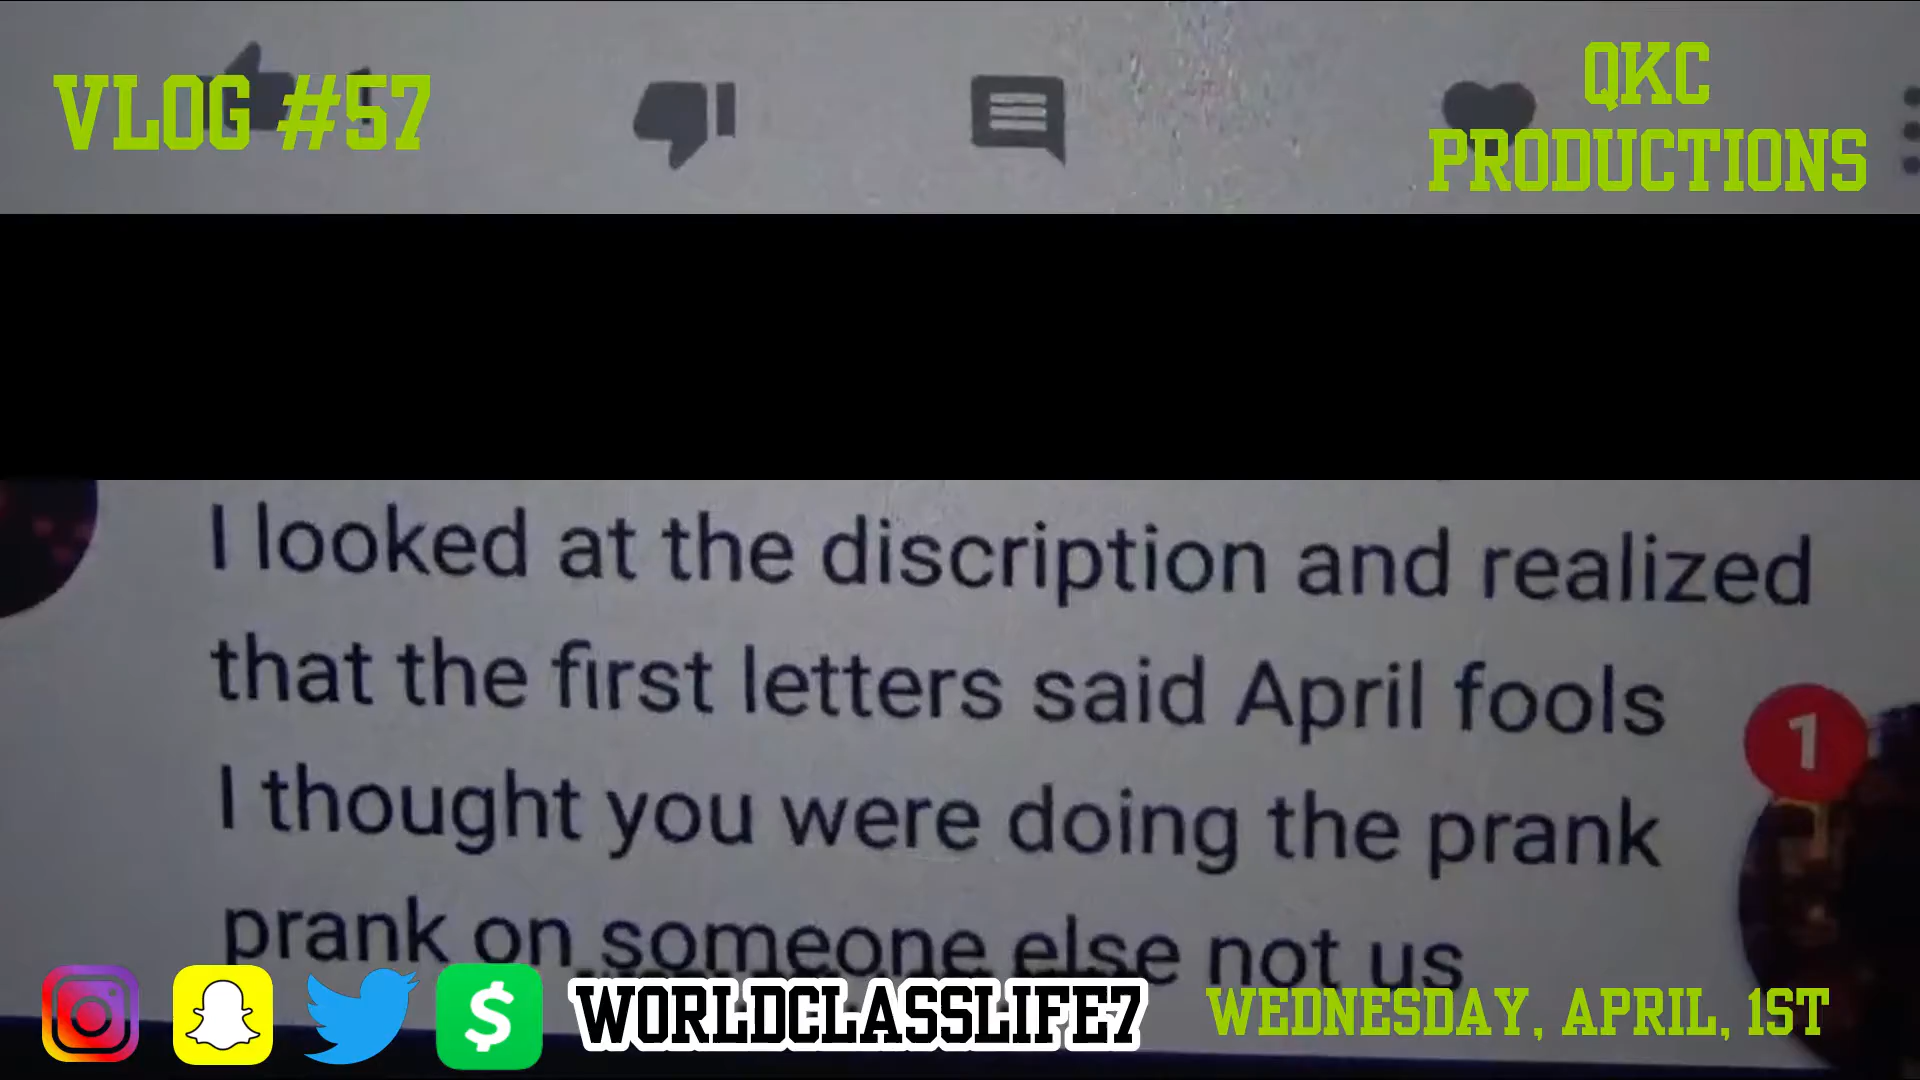 VLOG #57
QKC
PRODUCTIONS
I looked at the discription and realized
that the first letters said April fools
I thought you were doing the prank
prank on someone else not us
1
$
WORLDCLASSLIFE7
WEDNESDAY, APRIL, 1ST